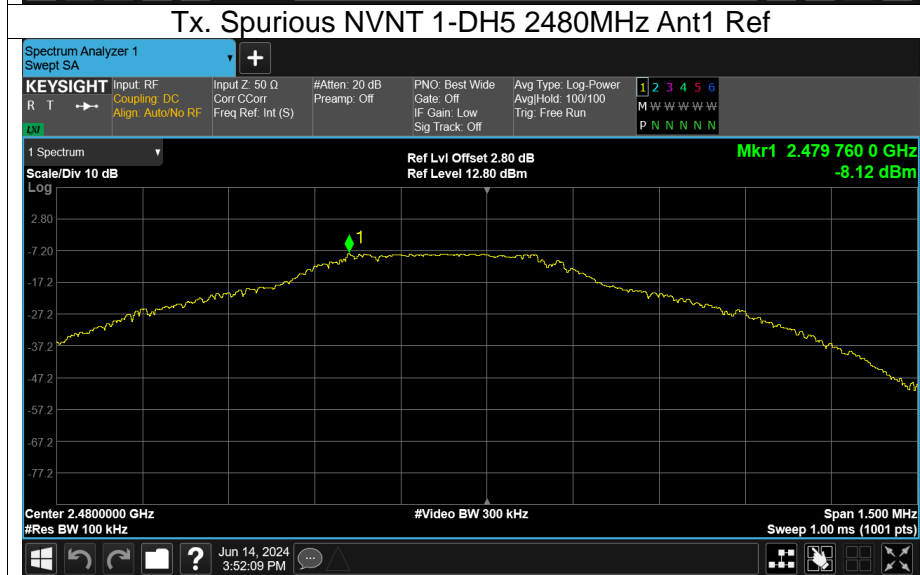 Tx. Spurious NVNT 1-DH5 2480MHz Ant1 Ref
Spectrum Analyzer 1
Swept SA
KEYSIGHT
R T
LXI
Input: RF
Coupling: DC
Align: Auto/No RF
Input Z: 50 Ω
Corr CCorr
Freq Ref: Int (S)
#Atten: 20 dB
Preamp: Off
PNO: Best Wide
Gate: Off
IF Gain: Low
Sig Track: Off
Avg Type: Log-Power
Avg|Hold: 100/100
Trig: Free Run
1 2 3 4 5 6
M W W W W W
P N N N N N
1 Spectrum
Scale/Div 10 dB
Ref Lvl Offset 2.80 dB
Ref Level 12.80 dBm
Mkr1 2.479 760 0 GHz
-8.12 dBm
Log
1
2.80
-7.20
-17.2
-27.2
-37.2
-47.2
-57.2
-67.2
-77.2
Center 2.4800000 GHz
#Res BW 100 kHz
#Video BW 300 kHz
Span 1.500 MHz
Sweep 1.00 ms (1001 pts)
?
Jun 14, 2024
3:52:09 PM